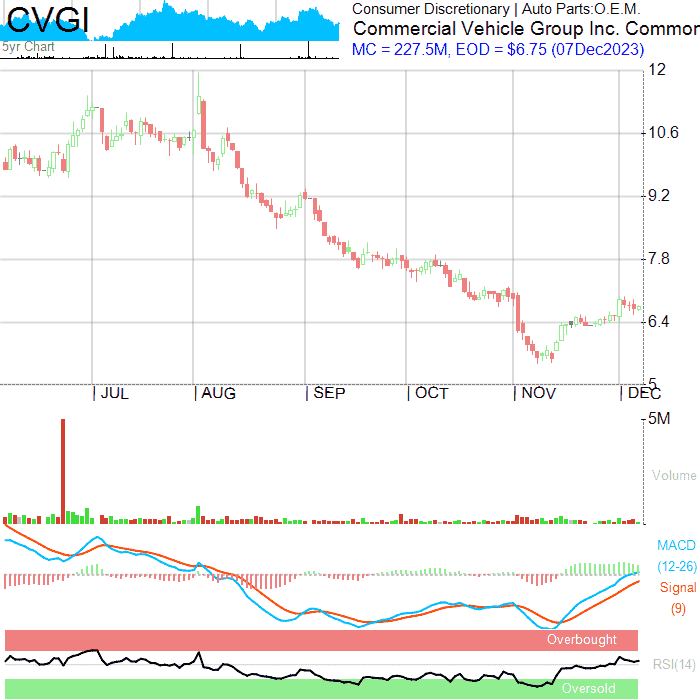 CVGI
Consumer Discretionary | Auto Parts:O.E.M.
Commercial Vehicle Group Inc. Common
MC = 227.5M, EOD = $6.75 (07Dec2023)
5yr Chart
12
10.6
9.2
7.8
6.4
5
JUL AUG SEP OCT NOV DEC
5M
Volume
MACD
(12-26)
Signal
(9)
Overbought
RSI(14)
Oversold